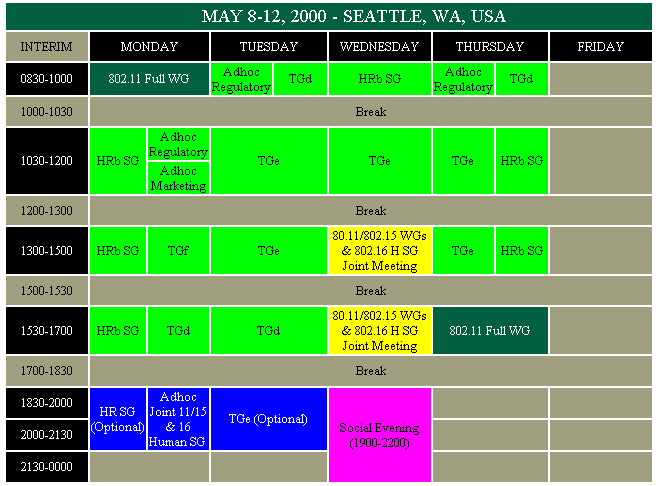 MAY 8-12, 2000 - SEATTLE, WA, USA
INTERIM MONDAY TUESDAY WEDNESDAY THURSDAY FRIDAY
0830-1000 802.11 Full WG Adhoc Regulatory TGd HRb SG Adhoc Regulatory TGd
1000-1030 Break
1030-1200 HRb SG Adhoc Regulatory Adhoc Marketing TGe TGe TGe HRb SG
1200-1300 Break
1300-1500 HRb SG TGf TGe 80.11/802.15 WGs & 802.16 H SG Joint Meeting TGe HRb SG
1500-1530 Break
1530-1700 HRb SG TGd TGd 80.11/802.15 WGs & 802.16 H SG Joint Meeting 802.11 Full WG
1700-1830 Break
1830-2000 HR SG (Optional) Adhoc Joint 11/15 & 16 Human SG TGe (Optional) Social Evening (1900-2200)
2000-2130
2130-0000